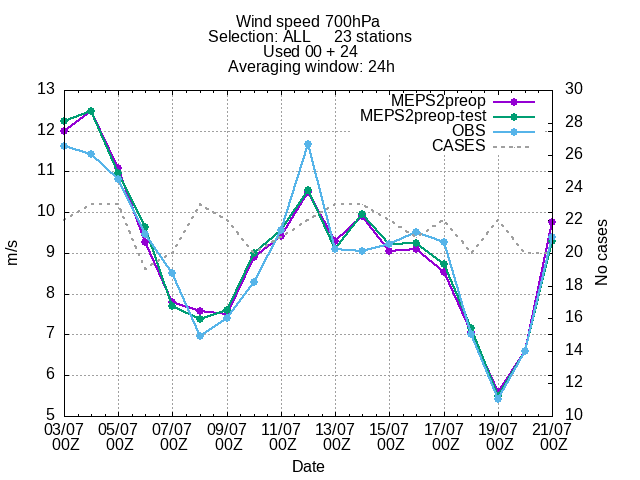 Wind speed 700hPa
Selection: ALL 23 stations
Used 00 + 24
Averaging window: 24h
MEPS2preop
MEPS2preop-test
OBS
CASES
13
12
11
10
9
8
7
6
5
m/s
30
28
26
24
22
20
18
16
14
12
10
No cases
03/07 05/07 07/07 09/07 11/07 13/07 15/07 17/07 19/07 21/07
00Z 00Z 00Z 00Z 00Z 00Z 00Z 00Z 00Z 00Z
Date